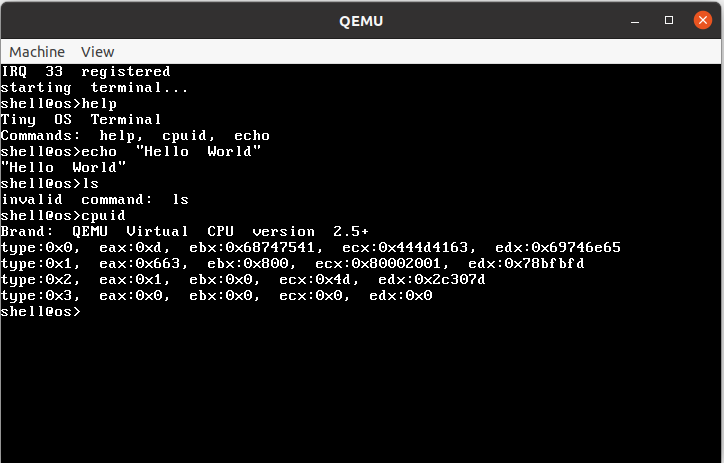 QEMU
Machine View
IRQ 33 registered
starting terminal...
shell@os>help
Tiny OS Terminal
Commands: help, cpuid, echo
shell@os>echo "Hello World"
"Hello World"
shell@os>ls
invalid command: ls
shell@os>cpuid
Brand: QEMU Virtual CPU version 2.5+
type:0x0, eax:0xd, ebx:0x68747541, ecx:0x444d4163, edx:0x69746e65
type:0x1, eax:0x663, ebx:0x800, ecx:0x80002001, edx:0x78bfbfd
type:0x2, eax:0x1, ebx:0x0, ecx:0x4d, edx:0x2c307d
type:0x3, eax:0x0, ebx:0x0, ecx:0x0, edx:0x0
shell@os>